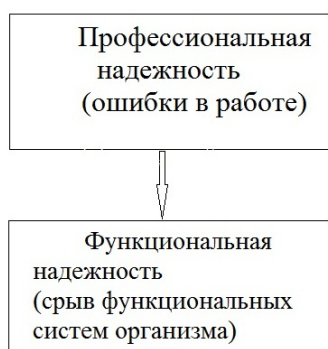 Профессиональная
надежность
(ошибки в работе)
Функциональная
надежность
(срыв функциональных
систем организма)